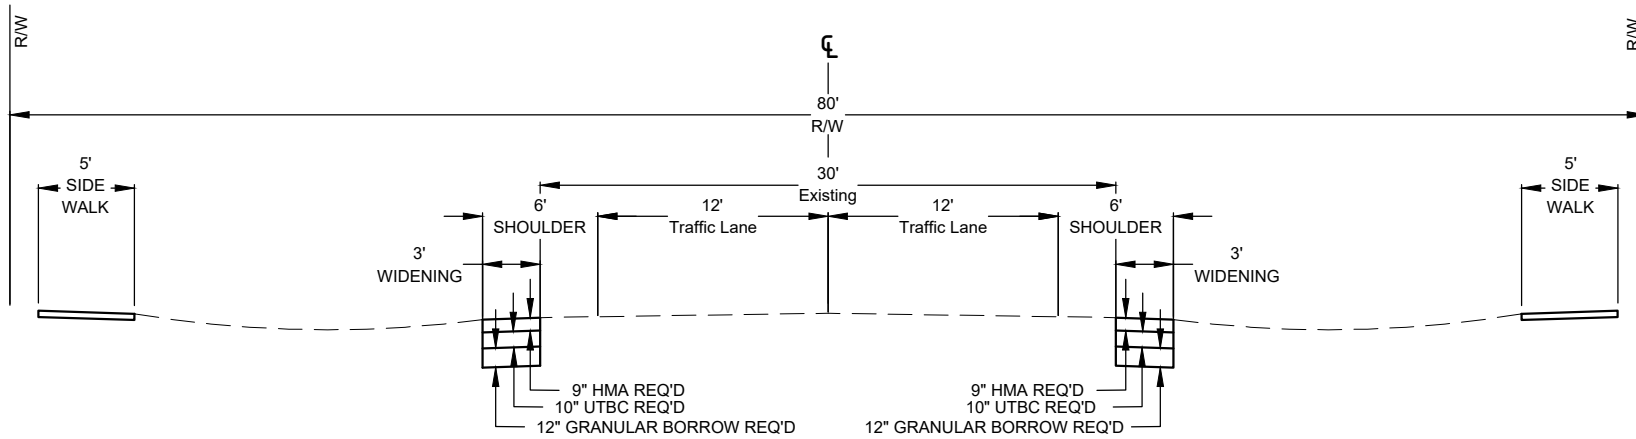 R/W
R/W
℄
80'
R/W
5'
SIDE
WALK
30'
Existing
5'
SIDE
WALK
6'
SHOULDER
12'
Traffic Lane
12'
Traffic Lane
6'
SHOULDER
3'
WIDENING
3'
WIDENING
9" HMA REQ'D
10" UTBC REQ'D
12" GRANULAR BORROW REQ'D
9" HMA REQ'D
10" UTBC REQ'D
12" GRANULAR BORROW REQ'D